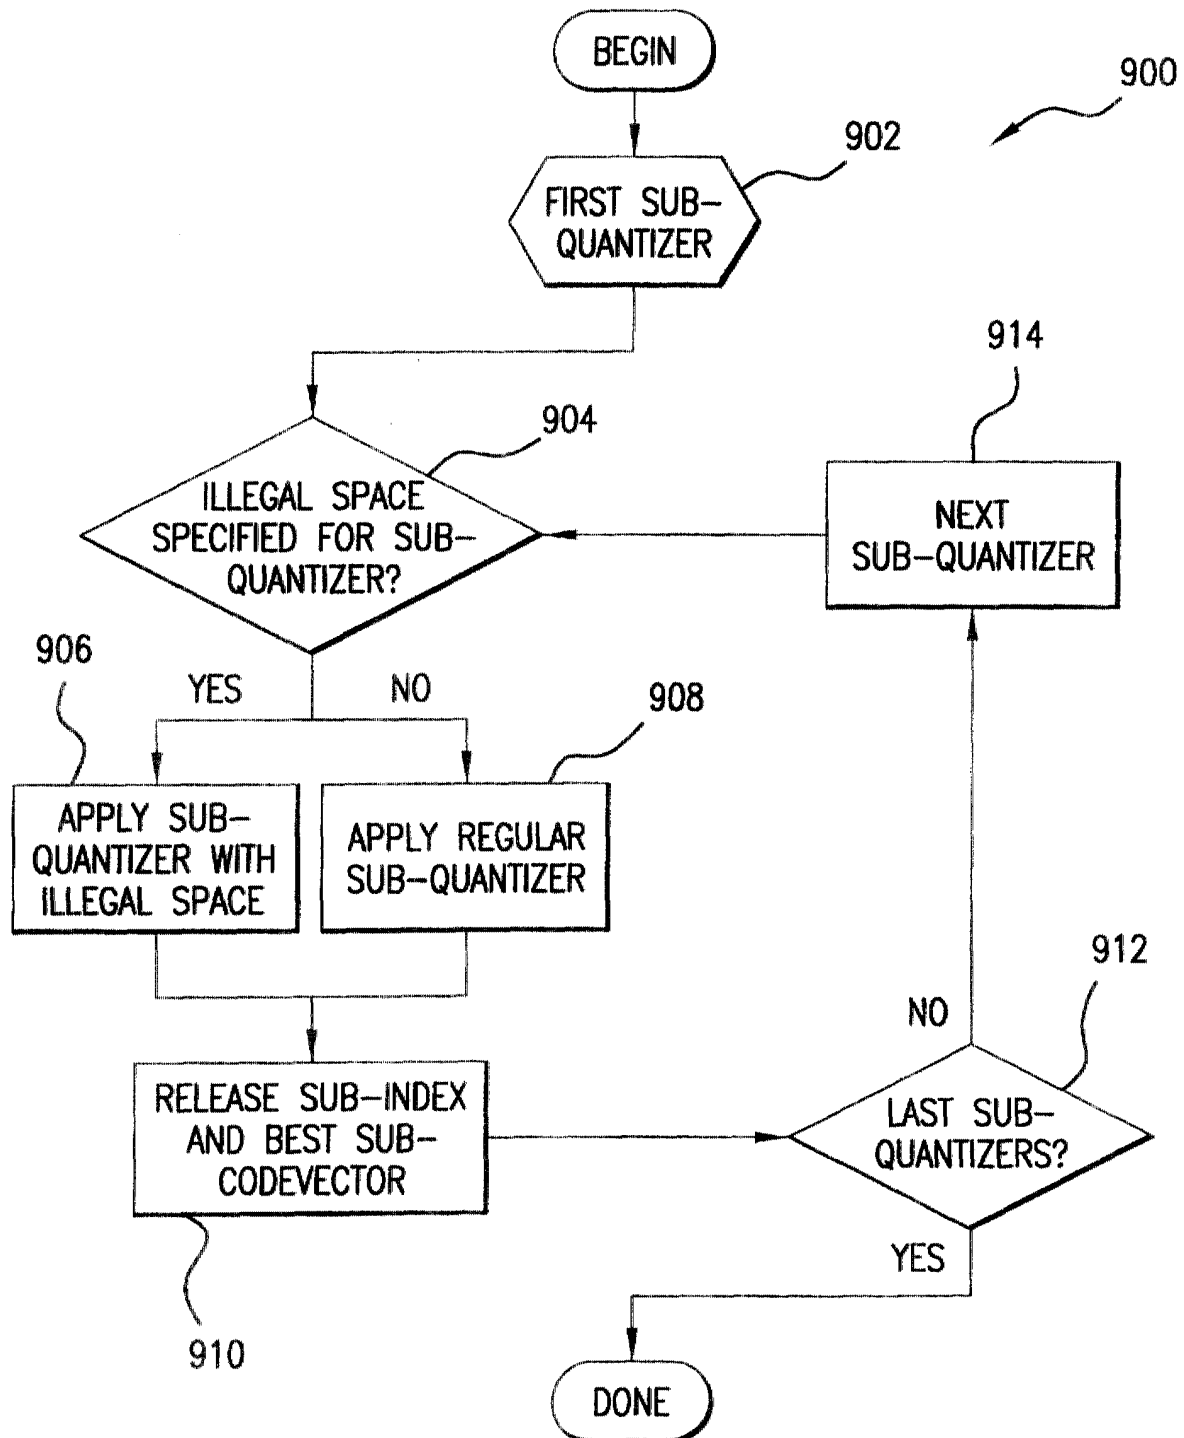 BEGIN
900
902
FIRST SUB-
QUANTIZER
914
904
ILLEGAL SPACE
SPECIFIED FOR SUB-
QUANTIZER?
NEXT
SUB-QUANTIZER
906
YES
NO
908
APPLY SUB-
QUANTIZER WITH
ILLEGAL SPACE
APPLY REGULAR
SUB-QUANTIZER
912
NO
RELEASE SUB-INDEX
AND BEST SUB-
CODEVECTOR
LAST SUB-
QUANTIZERS?
YES
910
DONE